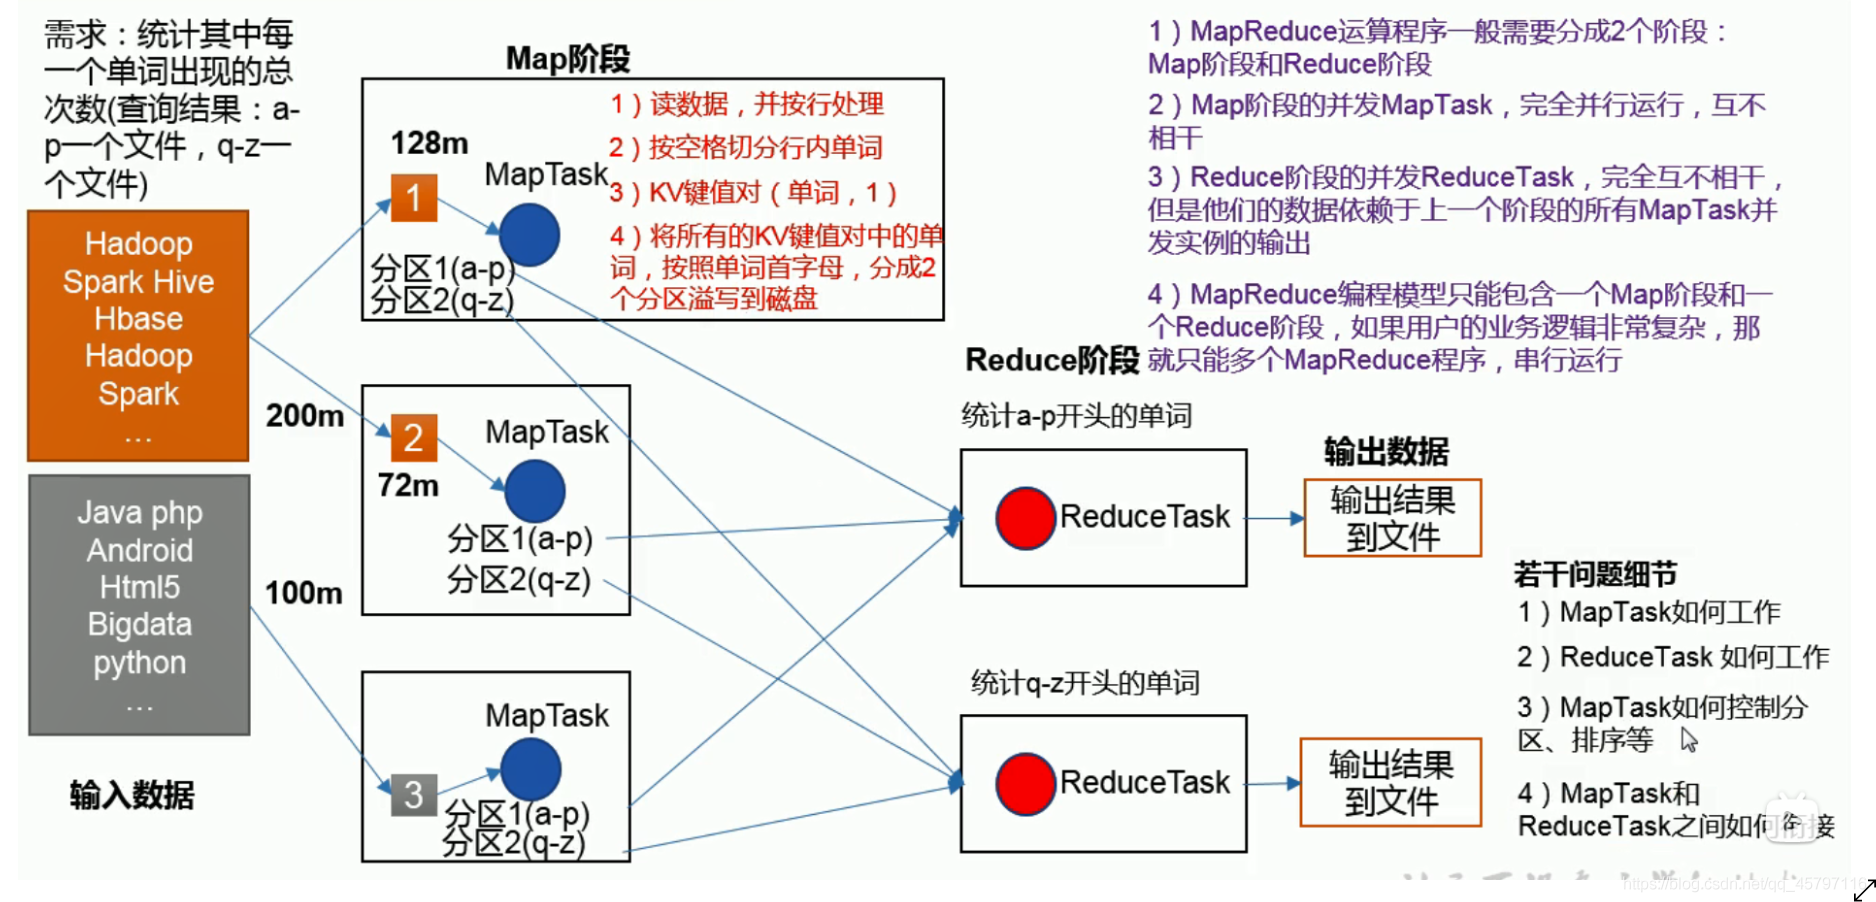 需求：统计其中每
一个单词出现的总
次数(查询结果：a-
p一个文件，q-z一
个文件)
Hadoop
Spark Hive
Hbase
Hadoop
Spark
…
200m
Java php
Android
Html5
Bigdata
python
…
100m
输入数据
Map阶段
128m
1
MapTask
分区1(a-p)
分区2(q-z)
1）读数据，并按行处理
2）按空格切分行内单词
3）KV键值对（单词，1）
4）将所有的KV键值对中的单
词，按照单词首字母，分成2
个分区溢写到磁盘
2
72m
MapTask
分区1(a-p)
分区2(q-z)
3
MapTask
分区1(a-p)
分区2(q-z)
1）MapReduce运算程序一般需要分成2个阶段：
Map阶段和Reduce阶段
2）Map阶段的并发MapTask，完全并行运行，互不
相干
3）Reduce阶段的并发ReduceTask，完全互不相干，
但是他们的数据依赖于上一个阶段的所有MapTask并
发实例的输出
4）MapReduce编程模型只能包含一个Map阶段和一
个Reduce阶段，如果用户的业务逻辑非常复杂，那
就只能多个MapReduce程序，串行运行
Reduce阶段
统计a-p开头的单词
ReduceTask
输出数据
输出结果
到文件
统计q-z开头的单词
ReduceTask
输出结果
到文件
若干问题细节
1）MapTask如何工作
2）ReduceTask 如何工作
3）MapTask如何控制分
区、排序等
4）MapTask和
ReduceTask之间如何衔接